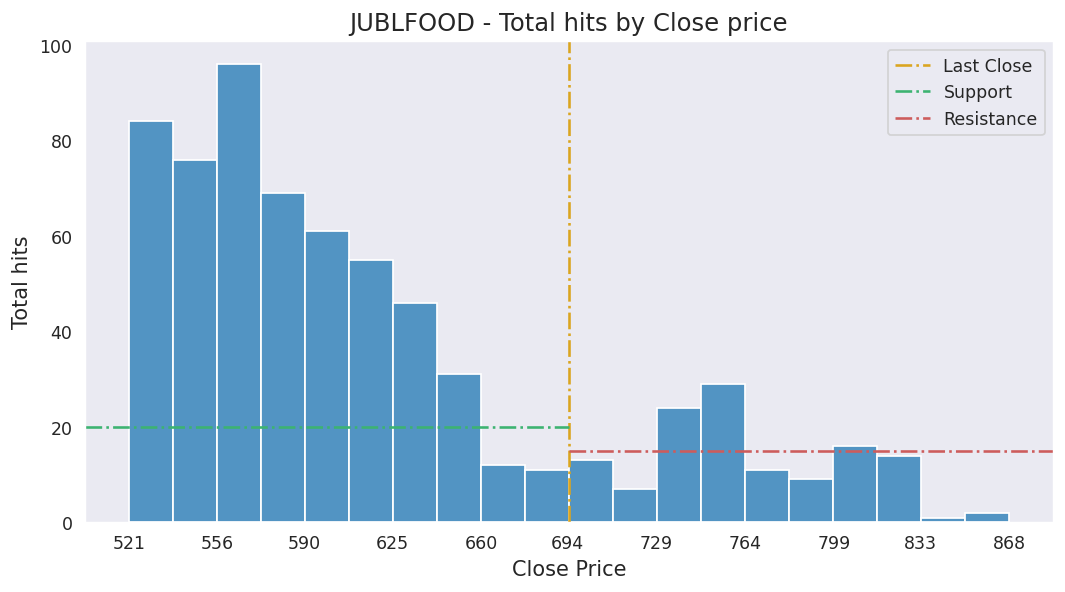 JUBLFOOD - Total hits by Close price
Last Close
Support
Resistance
Total hits
100
80
60
40
20
0
521 556 590 625 660 694 729 764 799 833 868
Close Price